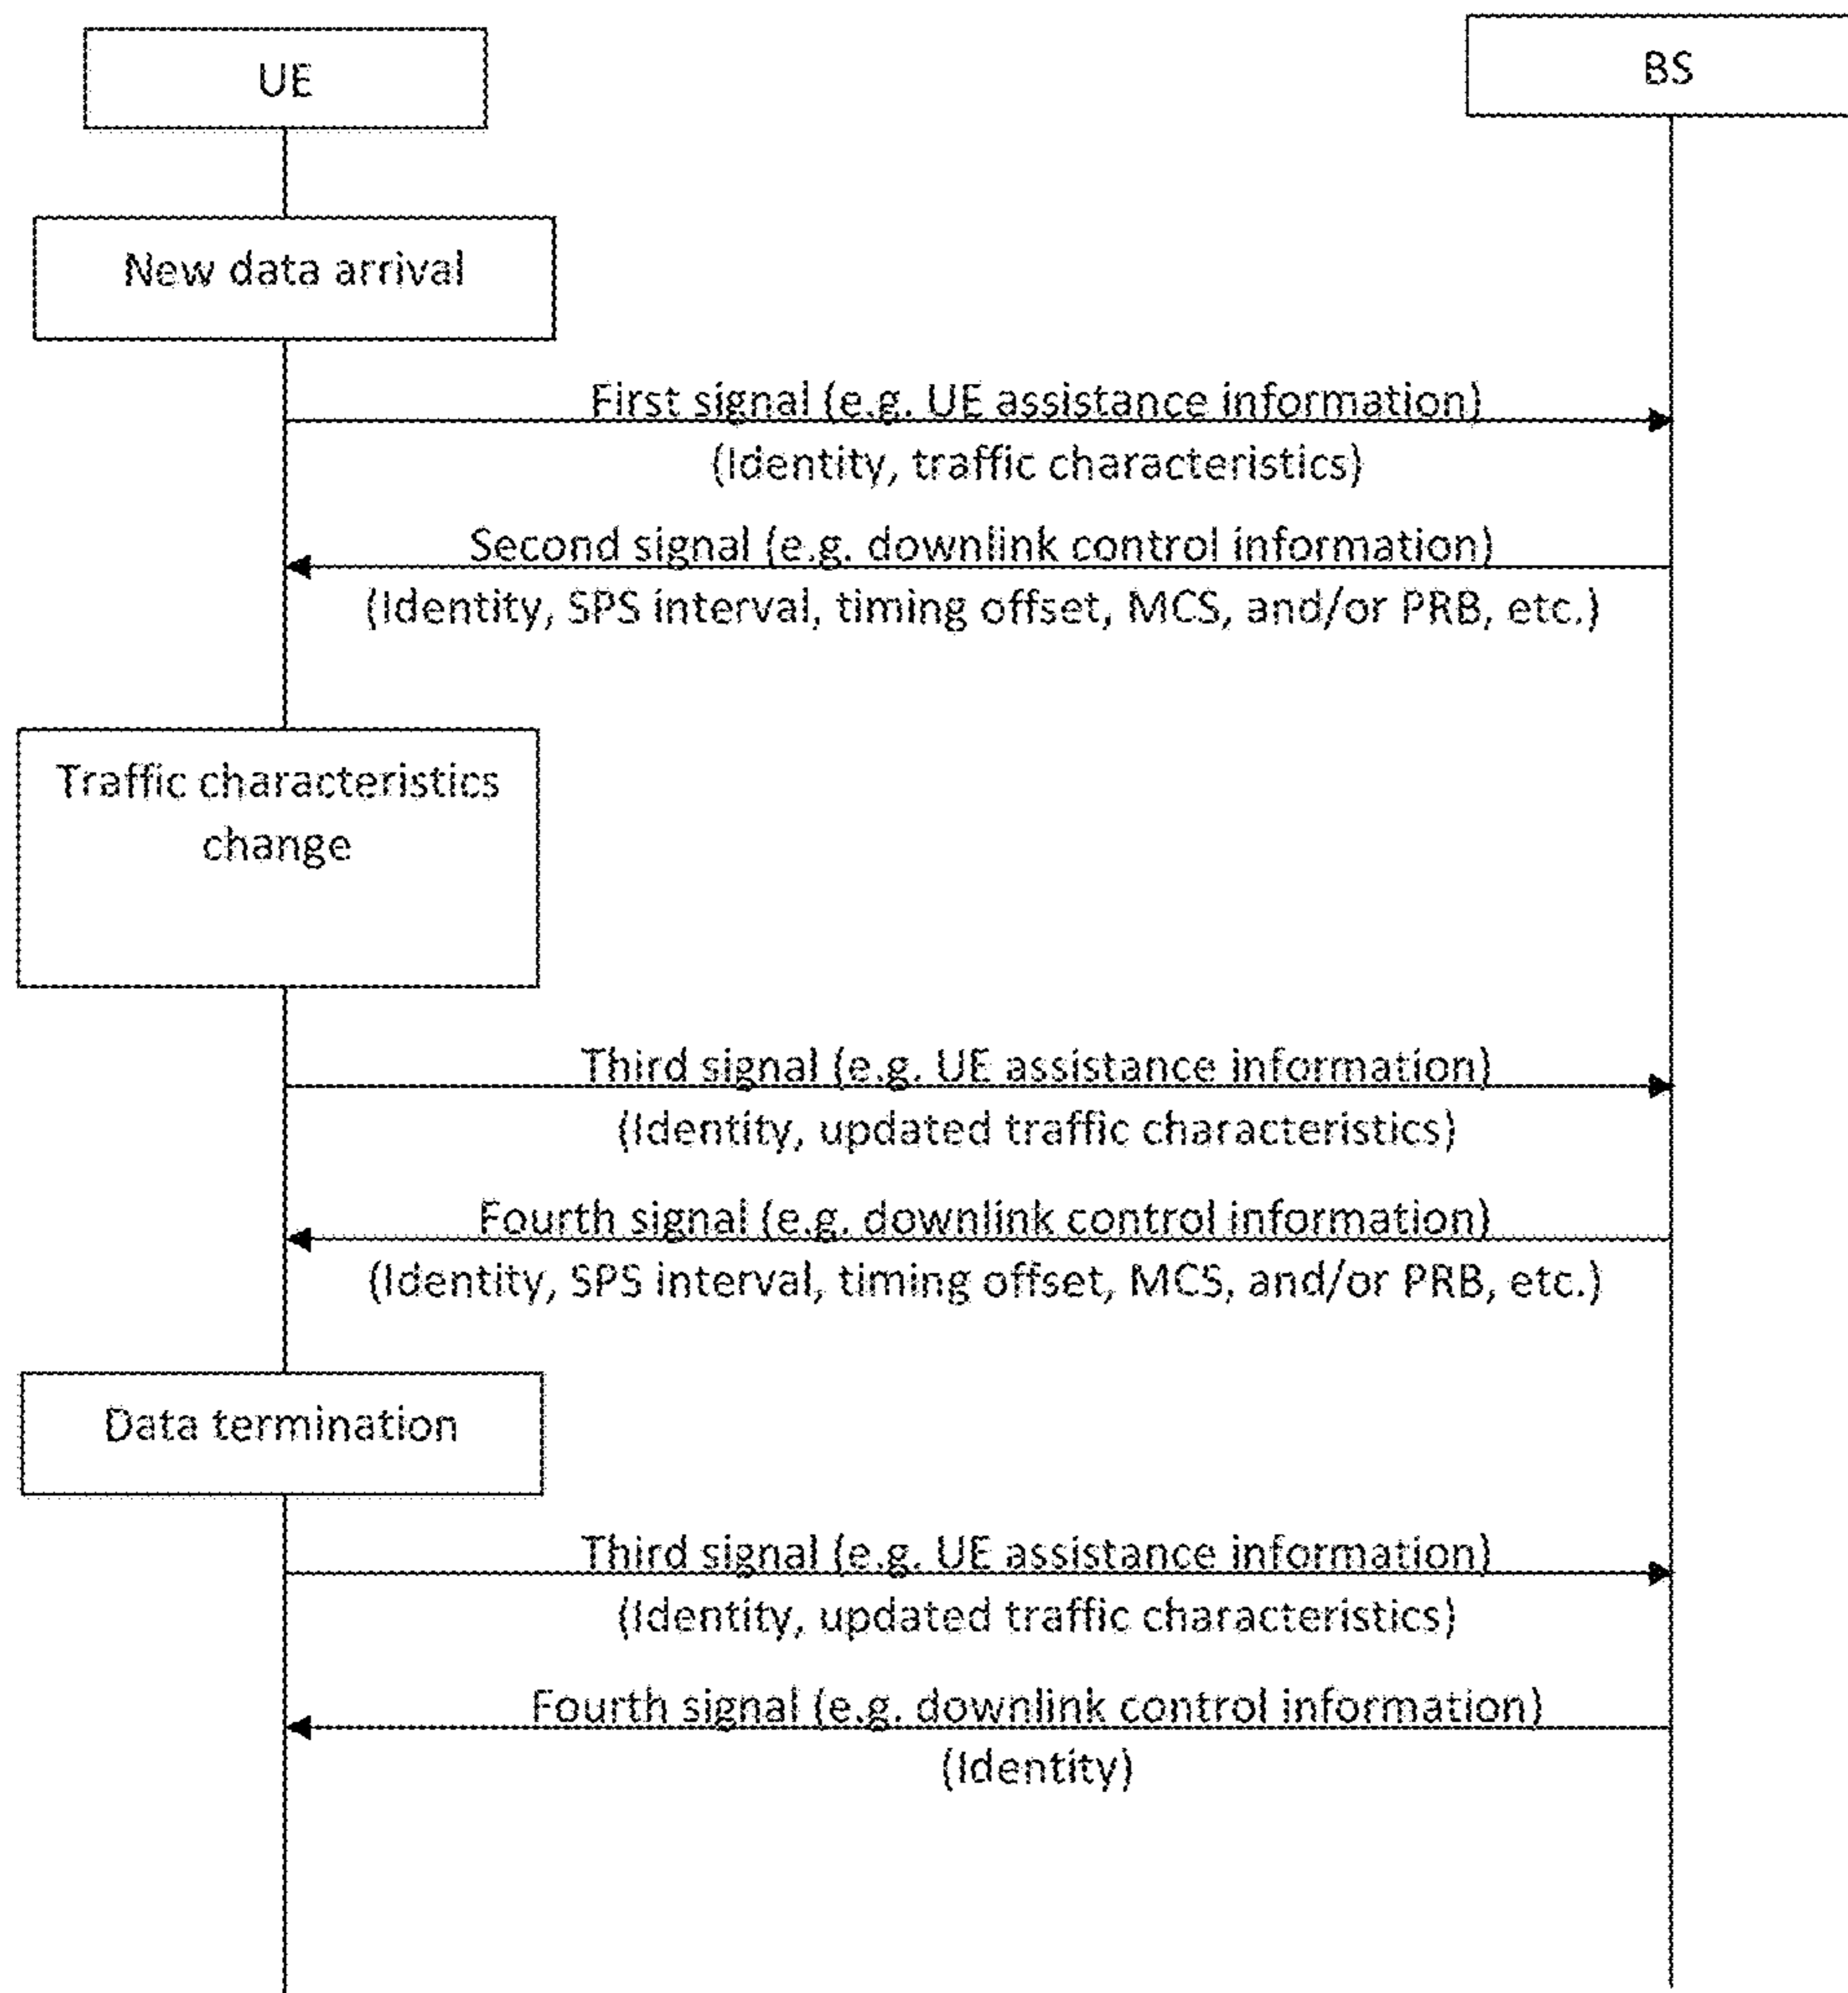 UE
BS
New data arrival
First signal (e.g. UE assistance information)
(Identity, traffic characteristics)
Second signal (e.g. downlink control information)
(Identity, SPS interval, timing offset, MCS, and/or PRB, etc.)
Traffic characteristics
change
Third signal (e.g. UE assistance information)
(Identity, updated traffic characteristics)
Fourth signal (e.g. downlink control information)
(Identity, SPS interval, timing offset, MCS, and/or PRB, etc.)
Data termination
Third signal (e.g. UE assistance information)
(Identity, updated traffic characteristics)
Fourth signal (e.g. downlink control information)
(Identity)